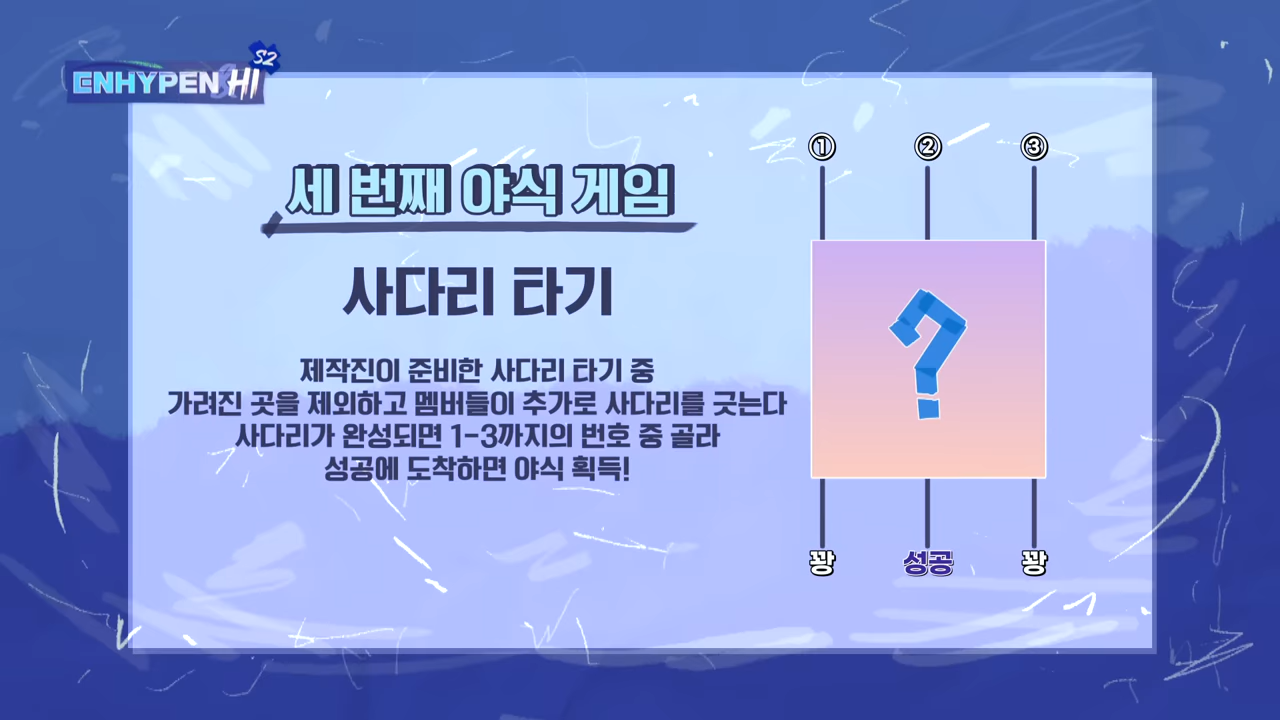 ENHYPEN HI S2
세 번째 야식 게임
사다리 타기
제작진이 준비한 사다리 타기 중
가려진 곳을 제외하고 멤버들이 추가로 사다리를 긋는다
사다리가 완성되면 1-3까지의 번호 중 골라
성공에 도착하면 야식 획득!
① ② ③
?
꽝 성공 꽝